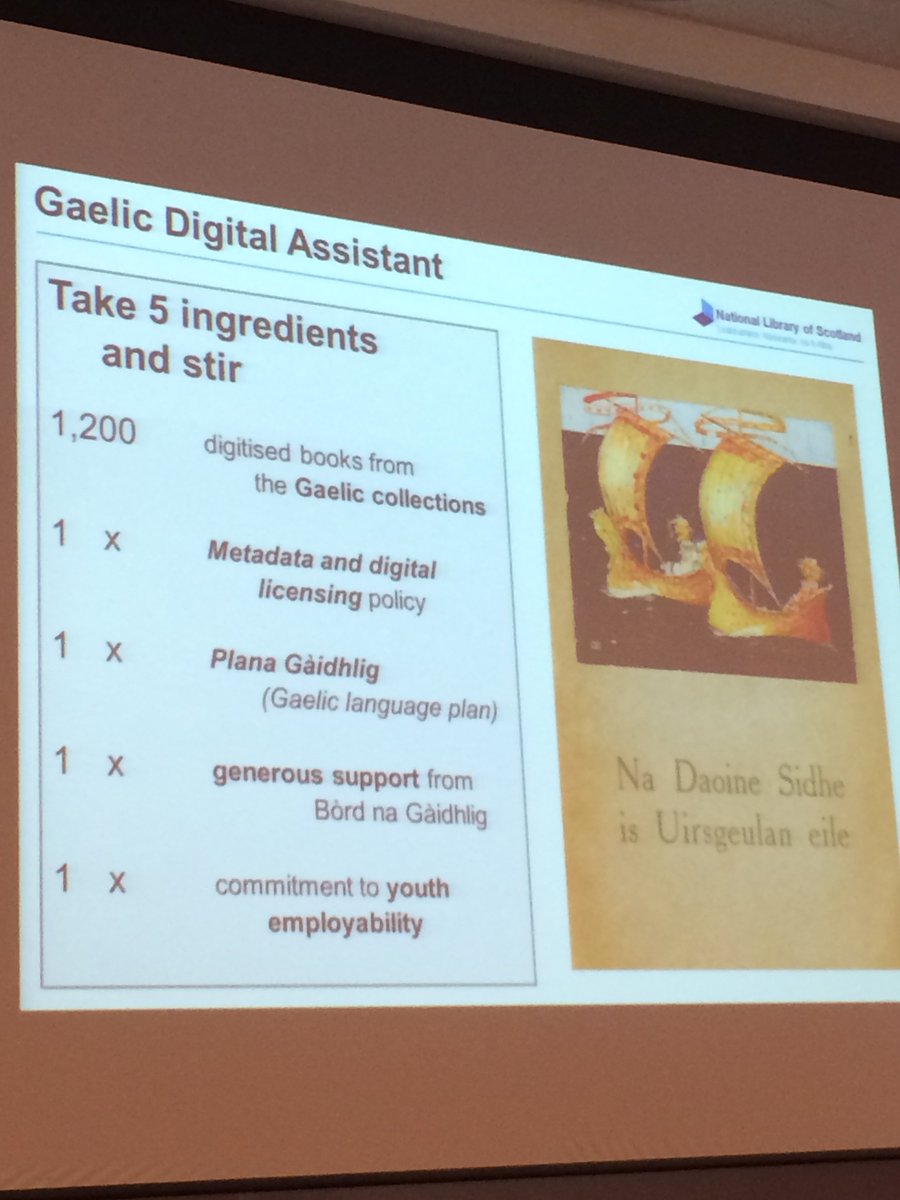 Gaelic Digital Assistant
National Library of Scotland
Take 5 ingredients
and stir
1,200 digitised books from
the Gaelic collections
1 x Metadata and digital
licensing policy
1 x Plana Gàidhlig
(Gaelic language plan)
1 x generous support from
Bòrd na Gàidhlig
1 x commitment to youth
employability
Na Daoine Sidhe
is Uirsgeulan eile